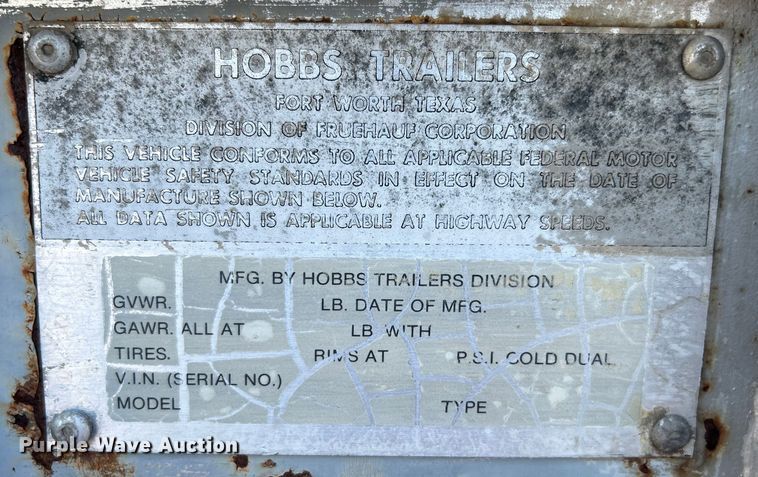 HOBBS TRAILERS
FORT WORTH TEXAS
DIVISION OF FRUEHAUF CORPORATION
THIS VEHICLE CONFORMS TO ALL APPLICABLE FEDERAL MOTOR
VEHICLE SAFETY STANDARDS IN EFFECT ON THE DATE OF
MANUFACTURE SHOWN BELOW.
ALL DATA SHOWN IS APPLICABLE AT HIGHWAY SPEEDS.
MFG. BY HOBBS TRAILERS DIVISION
GVWR. LB. DATE OF MFG.
GAWR. ALL AT LB. WITH
TIRES. RIMS AT P.S.I. COLD DUAL
V.I.N. (SERIAL NO.)
MODEL TYPE
Purple Wave Auction